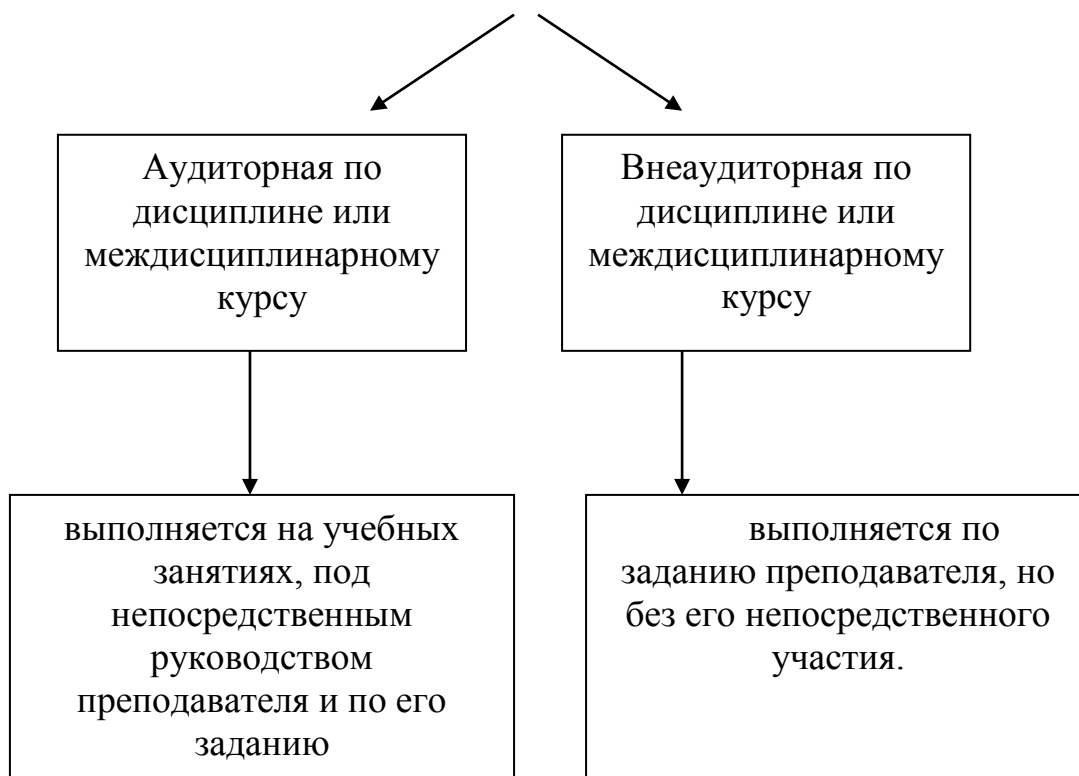 Аудиторная по
дисциплине или
междисциплинарному
курсу
Внеаудиторная по
дисциплине или
междисциплинарному
курсу
выполняется на учебных
занятиях, под
непосредственным
руководством
преподавателя и по его
заданию
выполняется по
заданию преподавателя, но
без его непосредственного
участия.